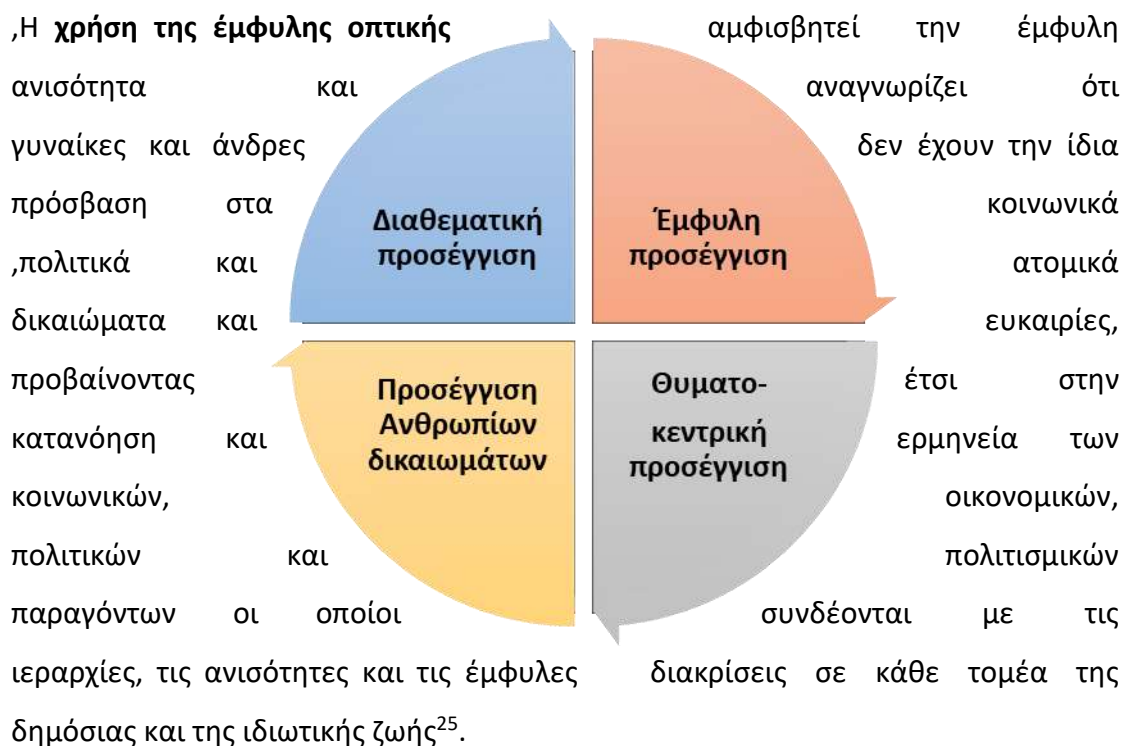 ,Η χρήση της έμφυλης οπτικής αμφισβητεί την έμφυλη
ανισότητα και αναγνωρίζει ότι
γυναίκες και άνδρες δεν έχουν την ίδια
πρόσβαση στα κοινωνικά
,πολιτικά και ατομικά
δικαιώματα και ευκαιρίες,
προβαίνοντας έτσι στην
κατανόηση και ερμηνεία των
κοινωνικών, οικονομικών,
πολιτικών και πολιτισμικών
παραγόντων οι οποίοι συνδέονται με τις
ιεραρχίες, τις ανισότητες και τις έμφυλες διακρίσεις σε κάθε τομέα της
δημόσιας και της ιδιωτικής ζωής25.
Διαθεματική
προσέγγιση
Έμφυλη
προσέγγιση
Προσέγγιση
Ανθρωπίων
δικαιωμάτων
Θυματο-
κεντρική
προσέγγιση